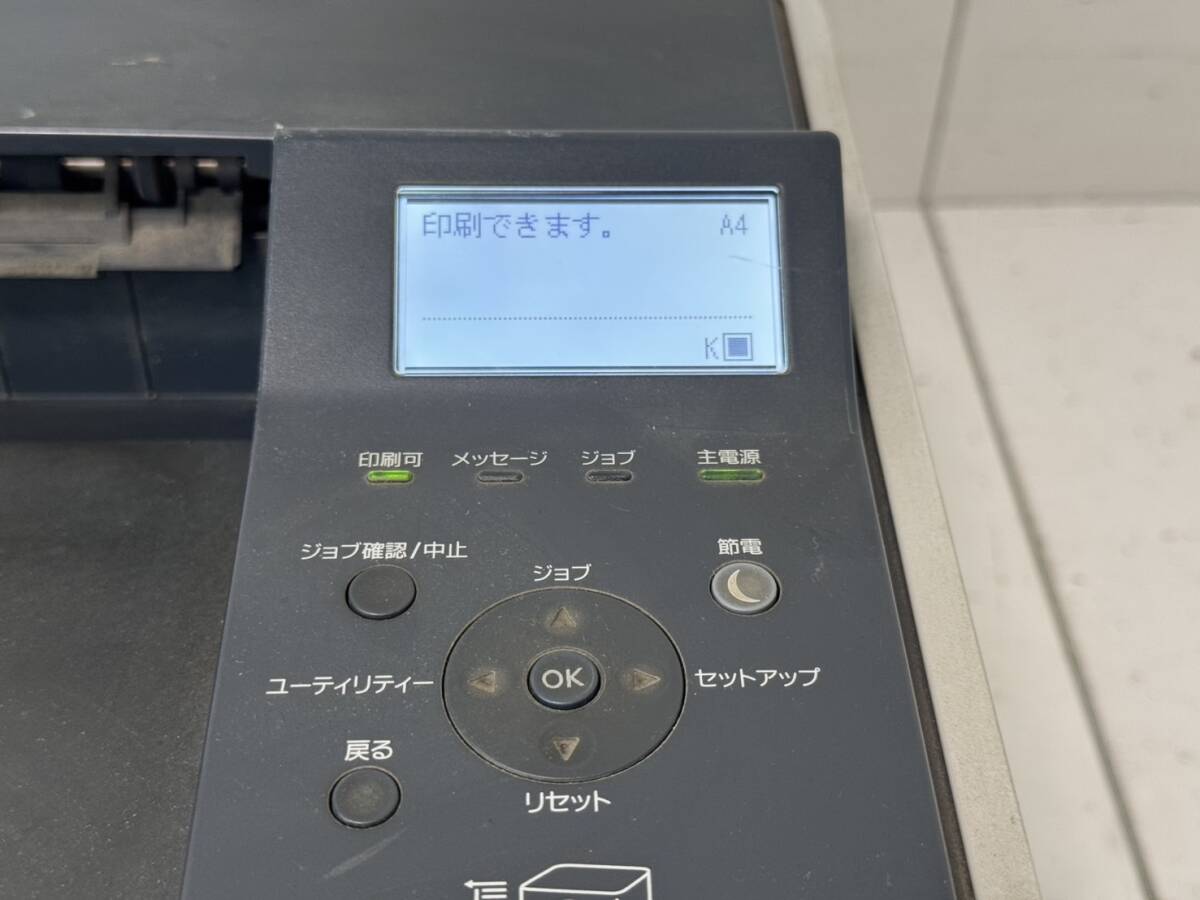 印刷できます。 A4
K
印刷可 メッセージ ジョブ 主電源
ジョブ確認/中止
節電
ジョブ
ユーティリティー
OK
セットアップ
戻る
リセット